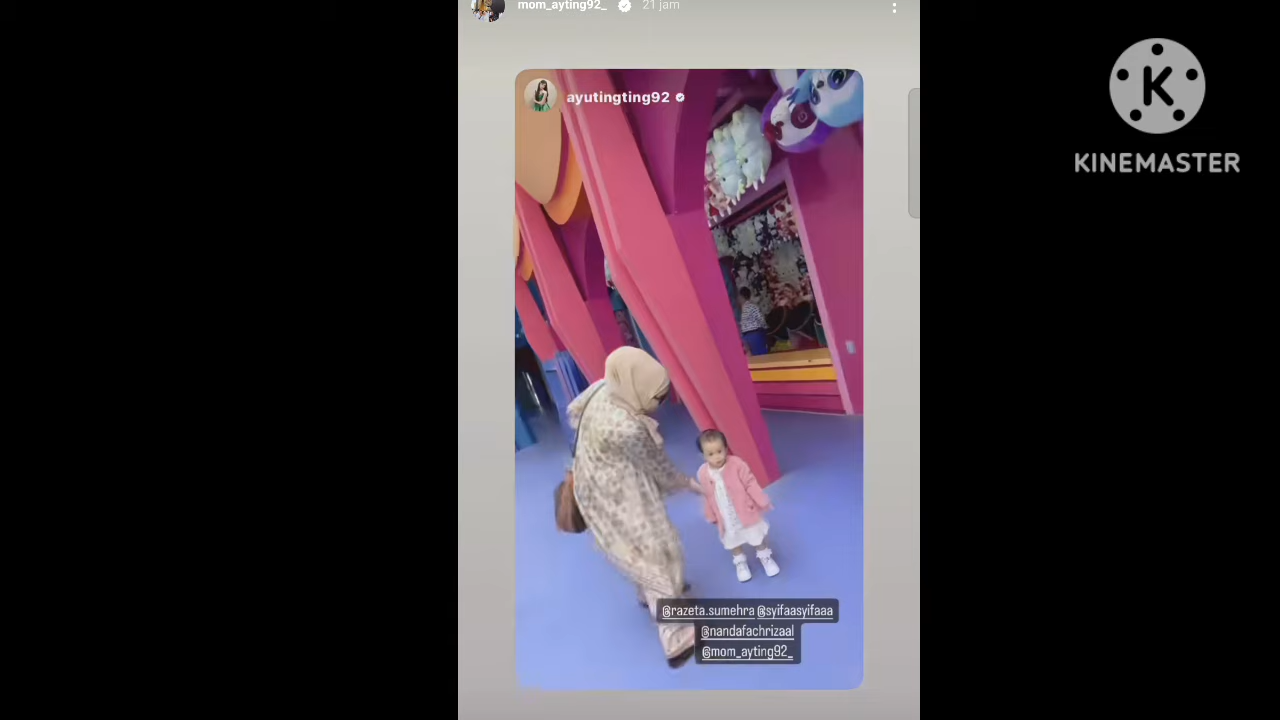 mom_ayting92_ 21 jam
ayutingting92
K
KINEMASTER
@razeta.sumehra @syifaasyifaaa
@nandafachrizaal
@mom_ayting92_